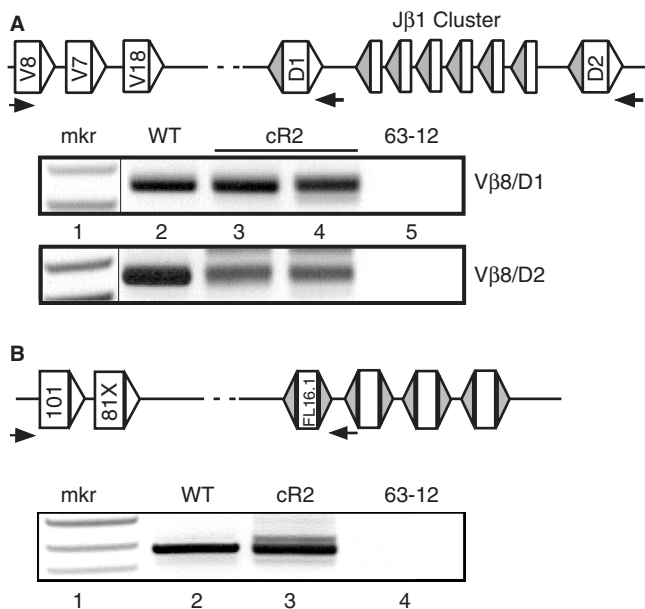 A
Jβ1 Cluster
V8 V7 V18 D1 D2
mkr WT cR2 63-12
Vβ8/D1
1 2 3 4 5
Vβ8/D2
B
101 81X FL16.1
mkr WT cR2 63-12
1 2 3 4